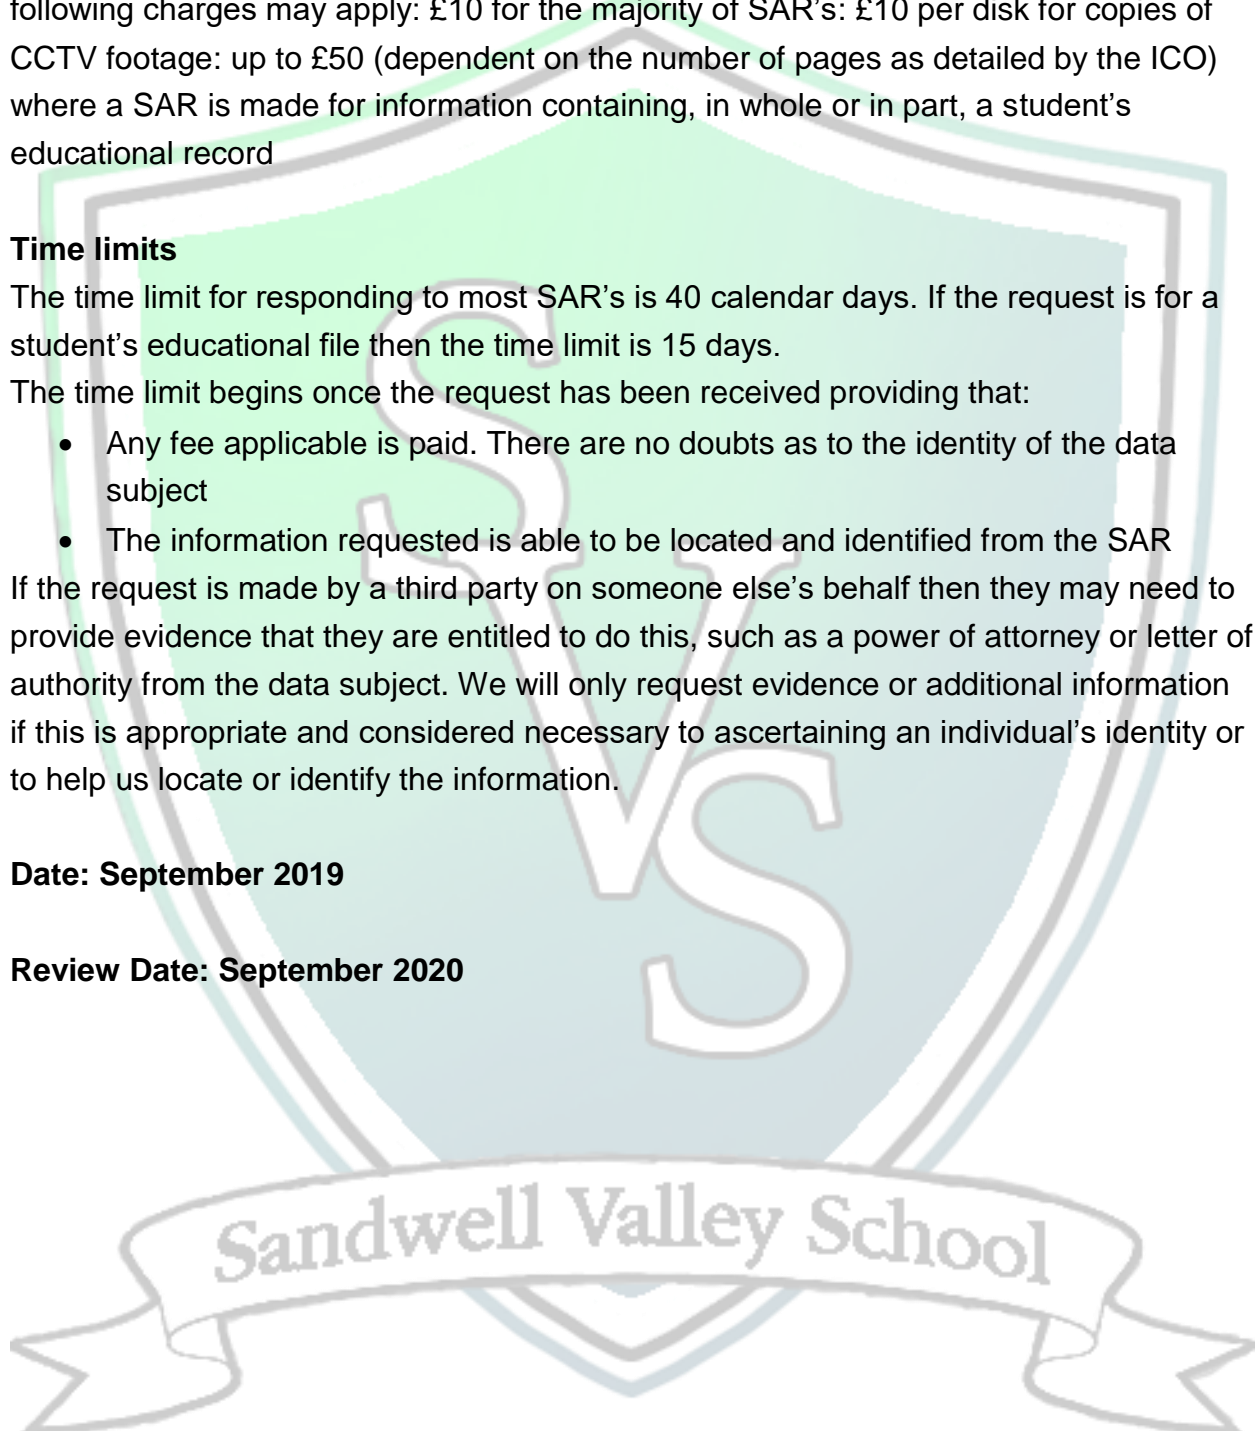 following charges may apply: £10 for the majority of SAR’s: £10 per disk for copies of
CCTV footage: up to £50 (dependent on the number of pages as detailed by the ICO)
where a SAR is made for information containing, in whole or in part, a student’s
educational record
Time limits
The time limit for responding to most SAR’s is 40 calendar days. If the request is for a
student’s educational file then the time limit is 15 days.
The time limit begins once the request has been received providing that:
• Any fee applicable is paid. There are no doubts as to the identity of the data
subject
• The information requested is able to be located and identified from the SAR
If the request is made by a third party on someone else’s behalf then they may need to
provide evidence that they are entitled to do this, such as a power of attorney or letter of
authority from the data subject. We will only request evidence or additional information
if this is appropriate and considered necessary to ascertaining an individual’s identity or
to help us locate or identify the information.
Date: September 2019
Review Date: September 2020
SVS
Sandwell Valley School